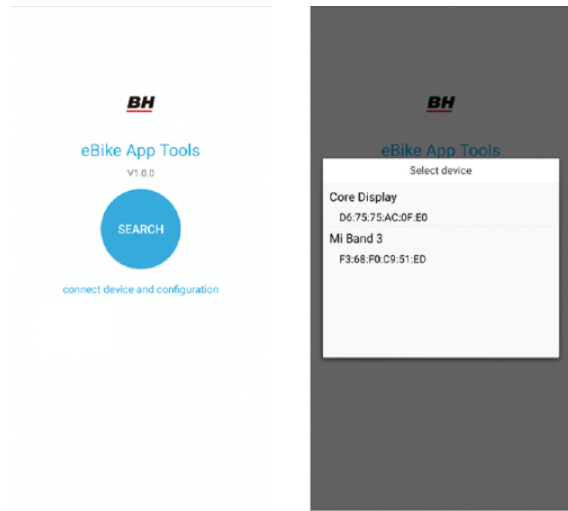 BH
eBike App Tools
V1.0.0
SEARCH
connect device and configuration
BH
eBike App Tools
Select device
Core Display
D6:75:75:AC:0F:E0
Mi Band 3
F3:68:F0:C9:51:ED